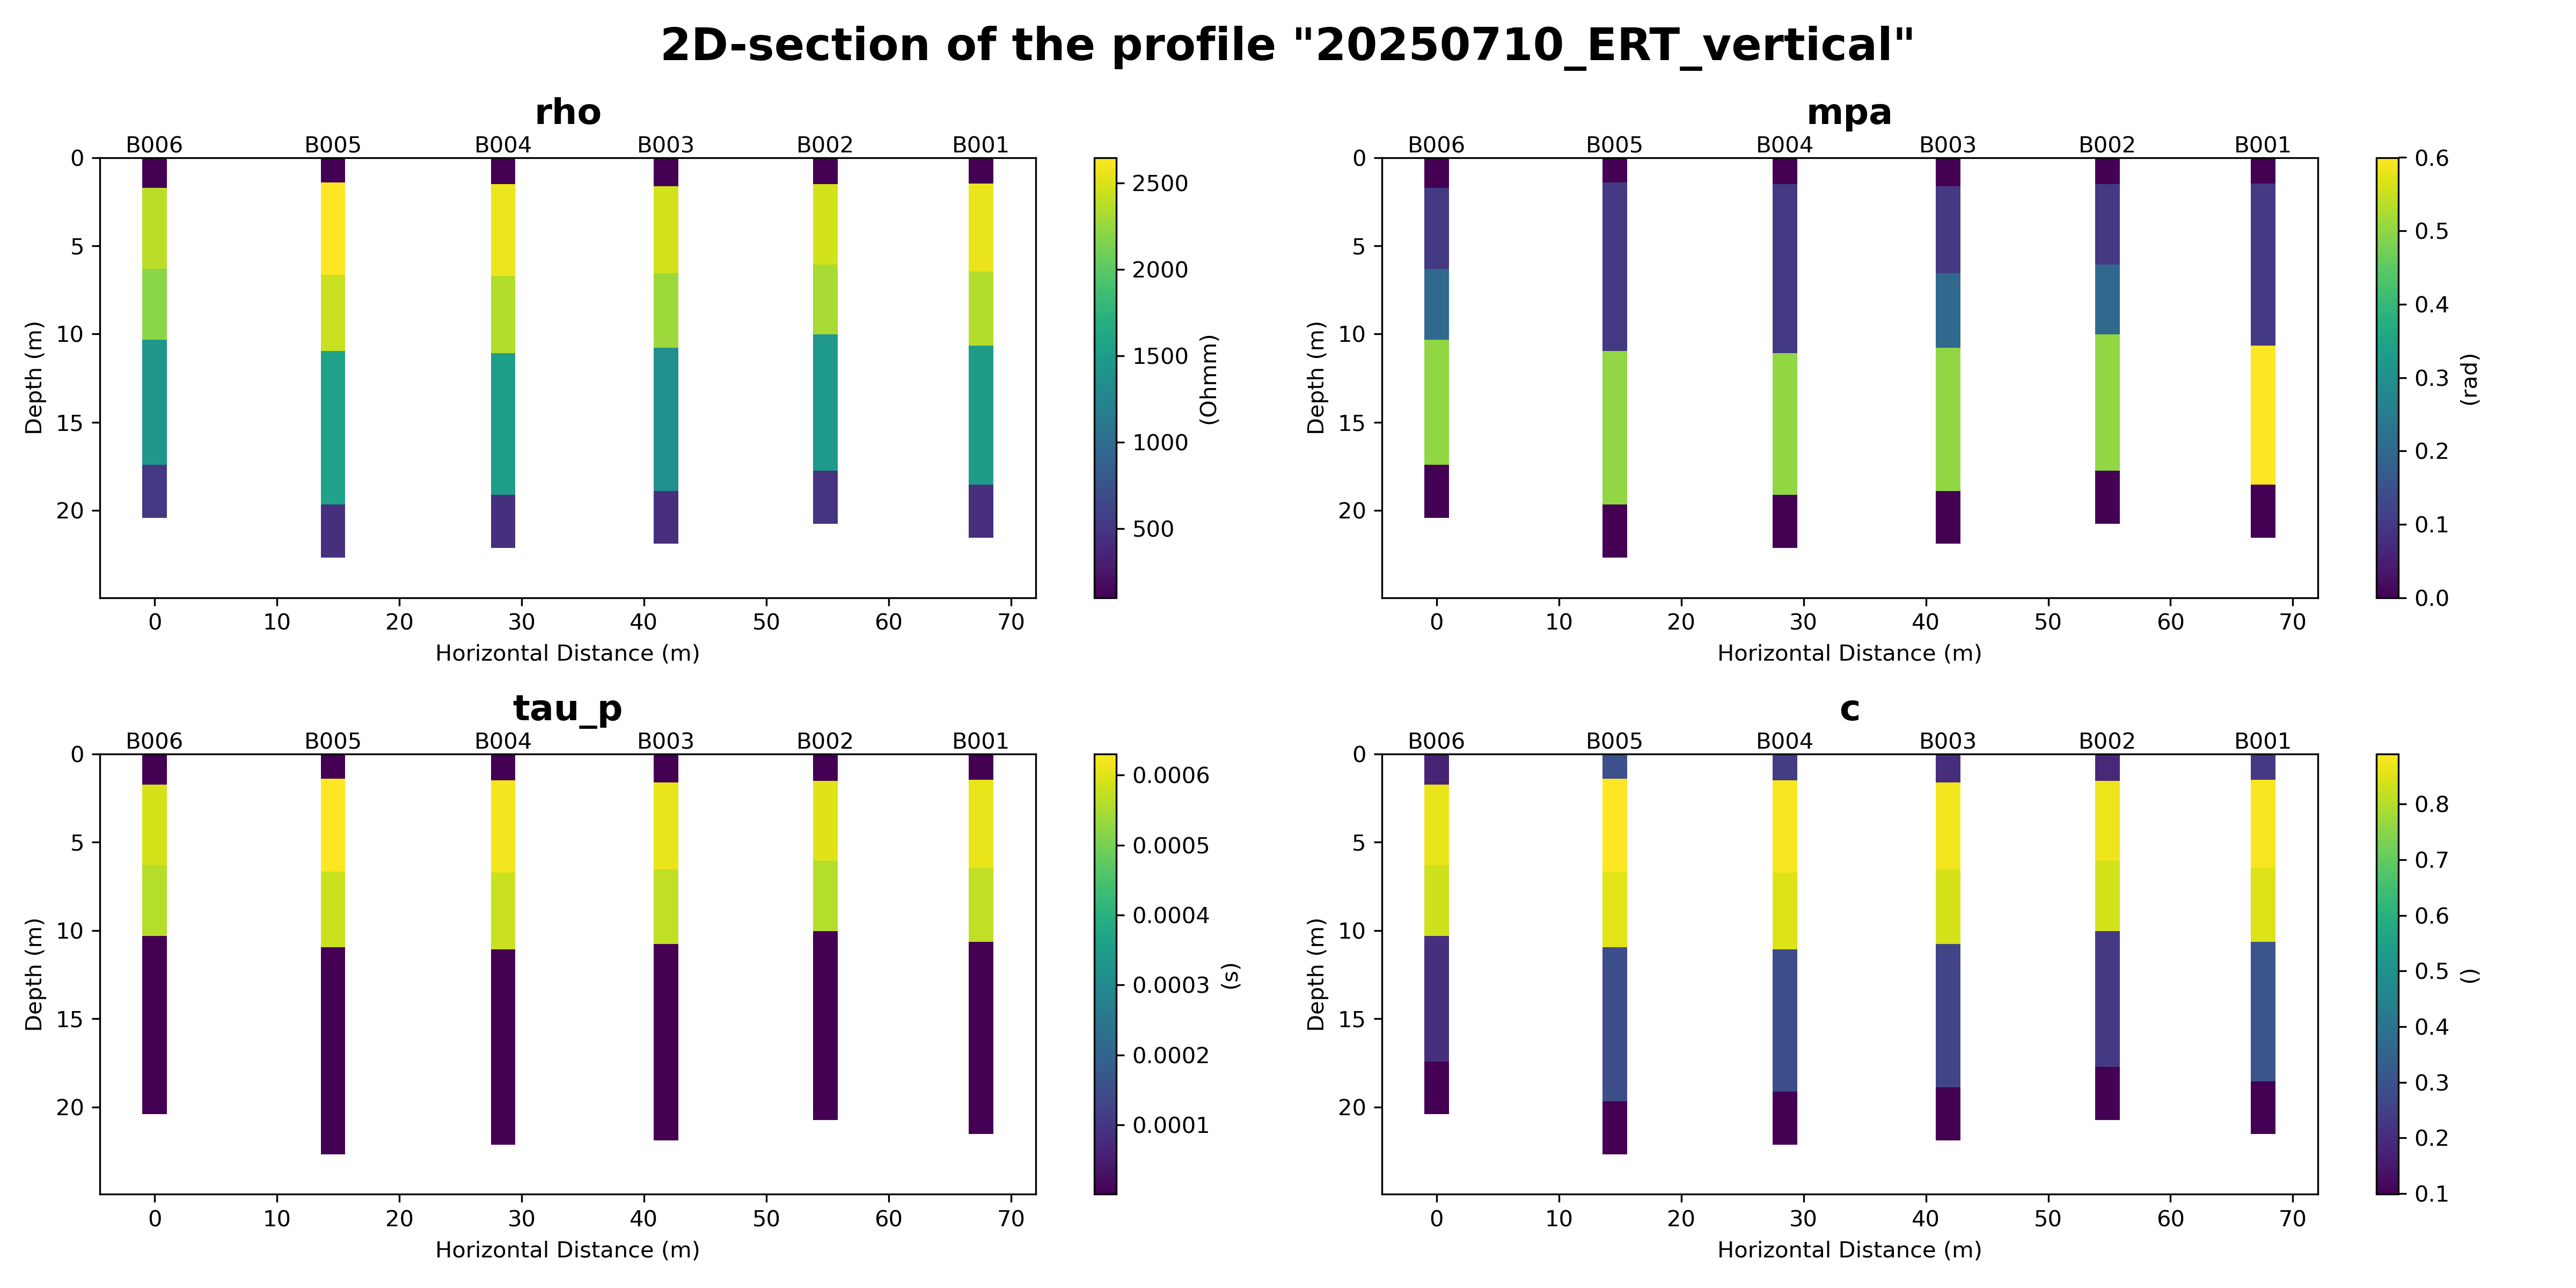 2D-section of the profile "20250710_ERT_vertical"
rho
B006 B005 B004 B003 B002 B001
0
5
10
15
20
Depth (m)
0 10 20 30 40 50 60 70
Horizontal Distance (m)
2500
2000
1500
1000
500
(Ohmm)
mpa
B006 B005 B004 B003 B002 B001
0
5
10
15
20
Depth (m)
0 10 20 30 40 50 60 70
Horizontal Distance (m)
0.6
0.5
0.4
0.3
0.2
0.1
0.0
(rad)
tau_p
B006 B005 B004 B003 B002 B001
0
5
10
15
20
Depth (m)
0 10 20 30 40 50 60 70
Horizontal Distance (m)
0.0006
0.0005
0.0004
0.0003
0.0002
0.0001
(s)
c
B006 B005 B004 B003 B002 B001
0
5
10
15
20
Depth (m)
0 10 20 30 40 50 60 70
Horizontal Distance (m)
0.8
0.7
0.6
0.5
0.4
0.3
0.2
0.1
()